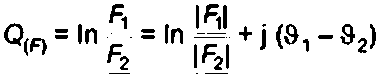 Q(F) = ln F1/F2 = ln |F1|/|F2| + j (ϑ1 − ϑ2)